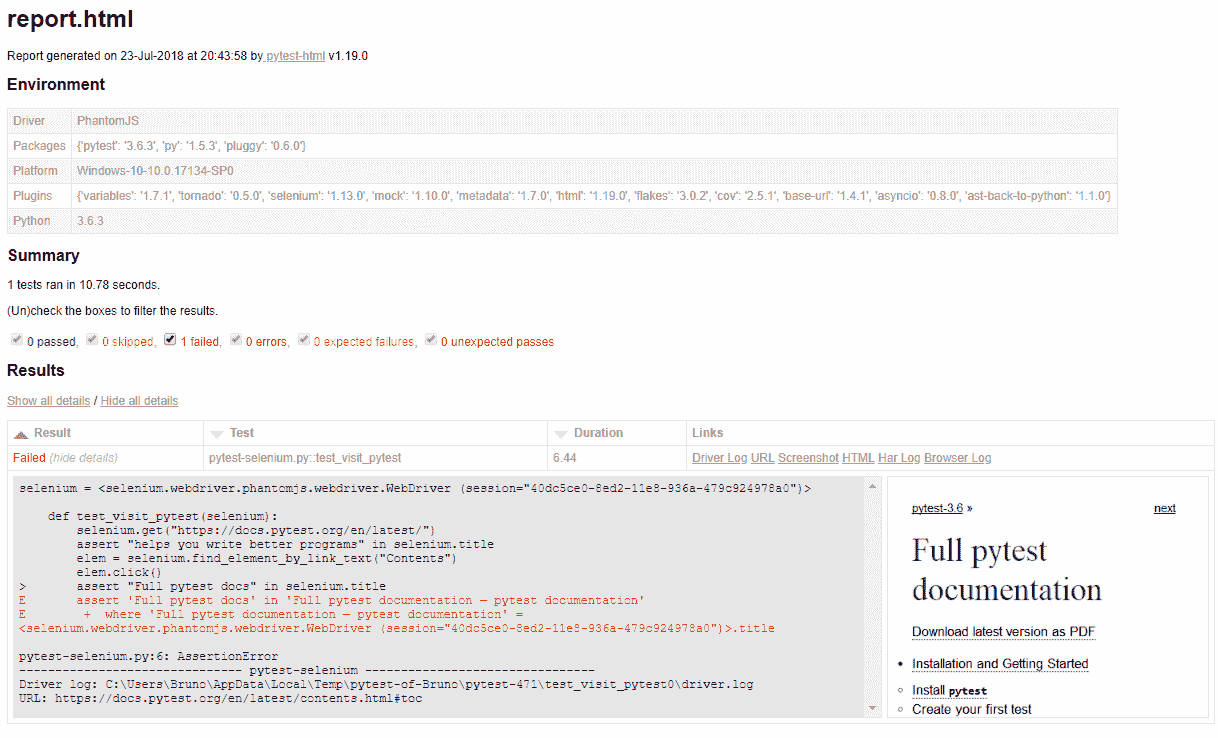 report.html
Report generated on 23-Jul-2018 at 20:43:58 by pytest-html v1.19.0
Environment
Driver PhantomJS
Packages {'pytest': '3.6.3', 'py': '1.5.3', 'pluggy': '0.6.0'}
Platform Windows-10-10.0.17134-SP0
Plugins {'variables': '1.7.1', 'tornado': '0.5.0', 'selenium': '1.13.0', 'mock': '1.10.0', 'metadata': '1.7.0', 'html': '1.19.0', 'flakes': '3.0.2', 'cov': '2.5.1', 'base-url': '1.4.1', 'asyncio': '0.8.0', 'ast-back-to-python': '1.1.0'}
Python 3.6.3
Summary
1 tests ran in 10.78 seconds.
(Un)check the boxes to filter the results.
0 passed, 0 skipped, 1 failed, 0 errors, 0 expected failures, 0 unexpected passes
Results
Show all details / Hide all details
Result Test Duration Links
Failed (hide details) pytest-selenium.py::test_visit_pytest 6.44 Driver Log URL Screenshot HTML Har Log Browser Log
selenium = <selenium.webdriver.phantomjs.webdriver.WebDriver (session="40dc5ce0-8ed2-11e8-936a-479c924978a0")>
def test_visit_pytest(selenium):
selenium.get("https://docs.pytest.org/en/latest/")
assert "helps you write better programs" in selenium.title
elem = selenium.find_element_by_link_text("Contents")
elem.click()
> assert "Full pytest docs" in selenium.title
E assert 'Full pytest docs' in 'Full pytest documentation — pytest documentation'
E + where 'Full pytest documentation — pytest documentation' =
<selenium.webdriver.phantomjs.webdriver.WebDriver (session="40dc5ce0-8ed2-11e8-936a-479c924978a0")>.title
pytest-selenium.py:6: AssertionError
------------------------------- pytest-selenium --------------------------------
Driver log: C:\Users\Bruno\AppData\Local\Temp\pytest-of-Bruno\pytest-471\test_visit_pytest0\driver.log
URL: https://docs.pytest.org/en/latest/contents.html#toc
pytest-3.6 » next
Full pytest
documentation
Download latest version as PDF
• Installation and Getting Started
◦ Install pytest
◦ Create your first test